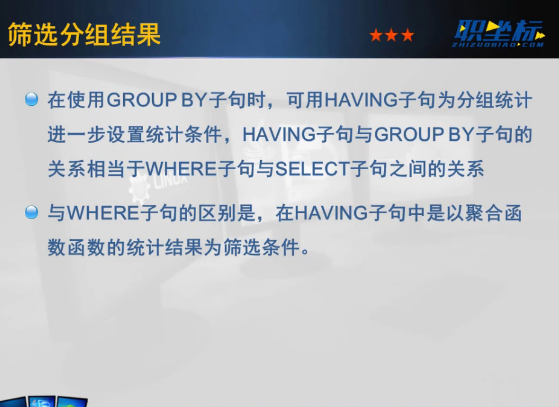 筛选分组结果
职坐标
ZHIZUOBIAO.COM
在使用GROUP BY子句时，可用HAVING子句为分组统计
进一步设置统计条件，HAVING子句与GROUP BY子句的
关系相当于WHERE子句与SELECT子句之间的关系
与WHERE子句的区别是，在HAVING子句中是以聚合函
数函数的统计结果为筛选条件。
LINUX